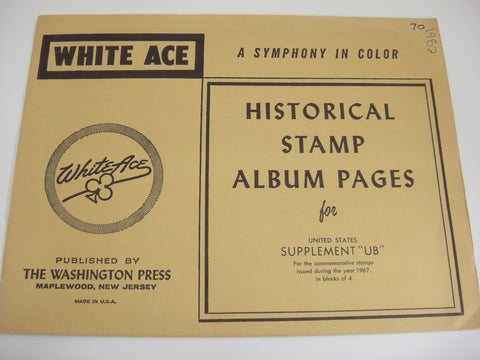 WHITE ACE
A SYMPHONY IN COLOR
70
HISTORICAL
STAMP
ALBUM PAGES
for
UNITED STATES
SUPPLEMENT "UB"
For the commemorative stamps
issued during the year 1967,
in blocks of 4.
White Ace
PUBLISHED BY
THE WASHINGTON PRESS
MAPLEWOOD, NEW JERSEY
MADE IN U.S.A.